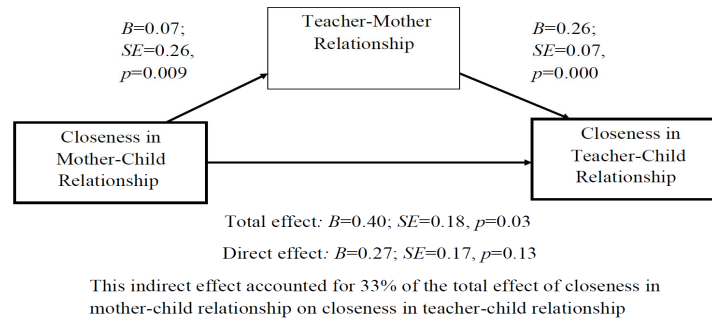 B=0.07;
SE=0.26,
p=0.009
Teacher-Mother
Relationship
B=0.26;
SE=0.07,
p=0.000
Closeness in
Mother-Child
Relationship
Closeness in
Teacher-Child
Relationship
Total effect: B=0.40; SE=0.18, p=0.03
Direct effect: B=0.27; SE=0.17, p=0.13
This indirect effect accounted for 33% of the total effect of closeness in
mother-child relationship on closeness in teacher-child relationship